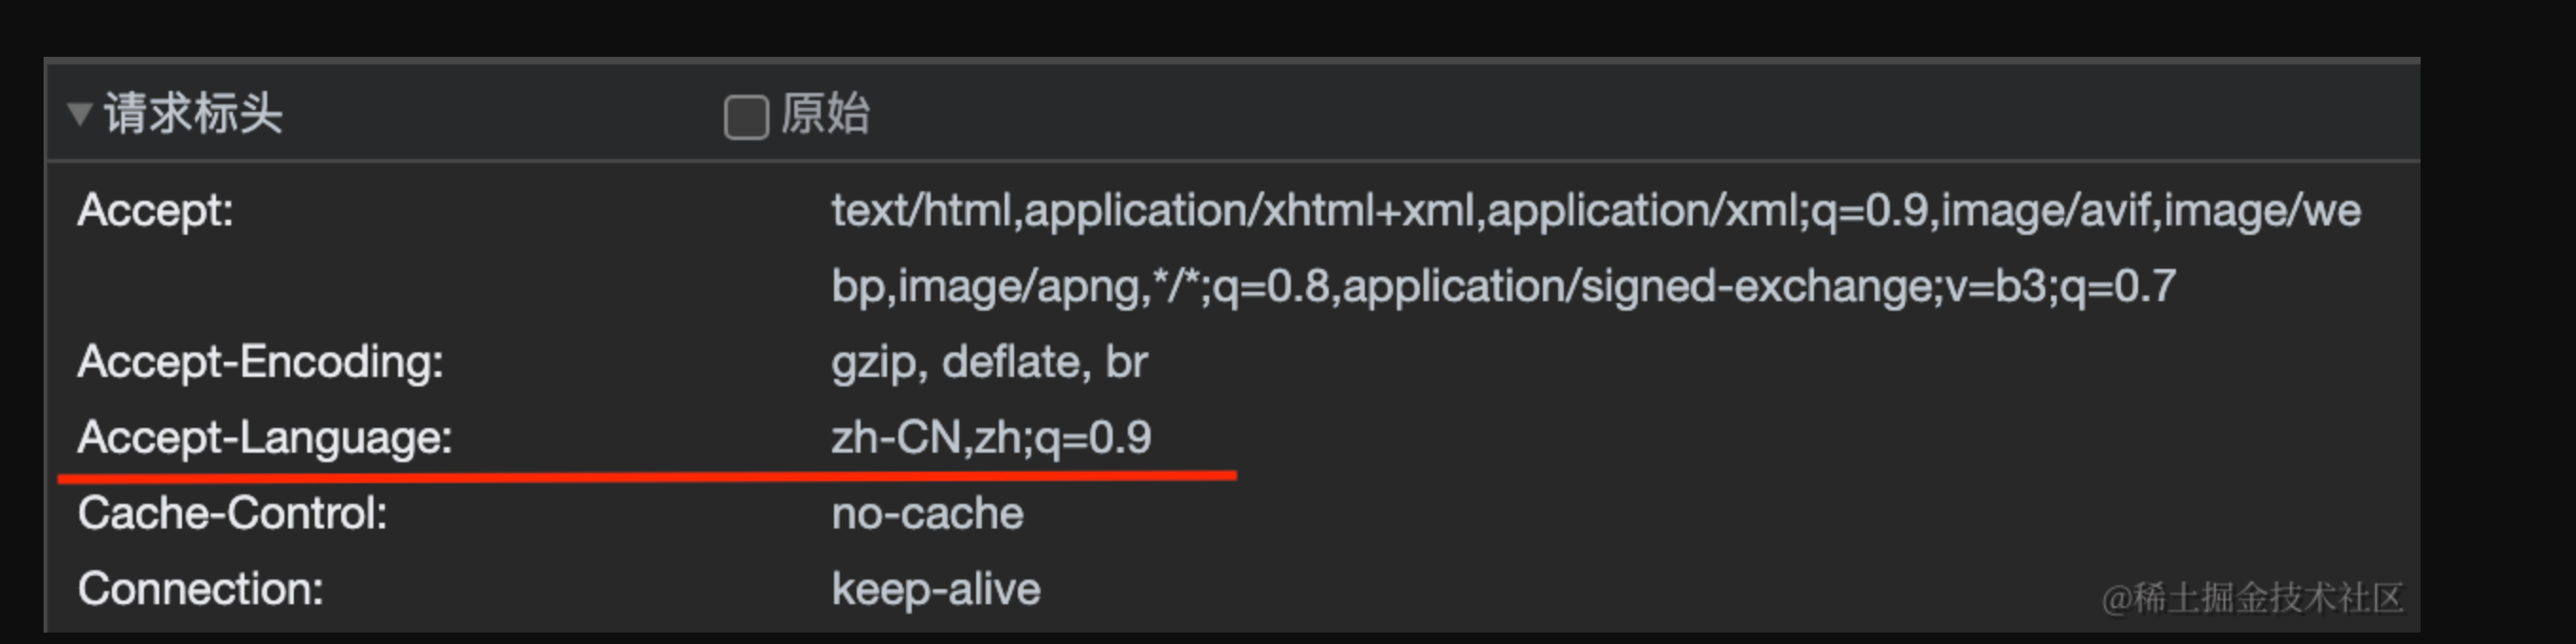 请求标头 原始
Accept: text/html,application/xhtml+xml,application/xml;q=0.9,image/avif,image/we
bp,image/apng,*/*;q=0.8,application/signed-exchange;v=b3;q=0.7
Accept-Encoding: gzip, deflate, br
Accept-Language: zh-CN,zh;q=0.9
Cache-Control: no-cache
Connection: keep-alive
@稀土掘金技术社区